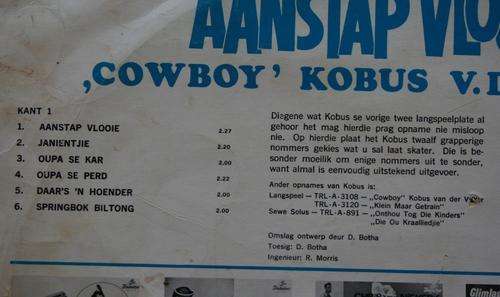 AANSTAP VLO
‚COWBOY' KOBUS V.D
KANT 1
1. AANSTAP VLOOIE 2.27
2. JANIENTJIE 2.20
3. OUPA SE KAR 2.00
4. OUPA SE PERD 2.22
5. DAAR'S 'N HOENDER 2.00
6. SPRINGBOK BILTONG 2.00
Diegene wat Kobus se vorige twee langspeelplate al
gehoor het mag hierdie prag opname nie misloop
nie. Op hierdie plaat het Kobus twaalf grapperige
nommers gekies wat u sal laat skater. Die is be-
sonder moeilik om enige nommers uit te sonder,
want almal is eenvoudig uitstekend uitgevoer.
Ander opnames van Kobus is:
Langspeel — TRL-A-3108 — „Cowboy" Kobus van der
TRL-A-3120 — „Klein Maar Getrain"
Sewe Solus — TRL-A-891 — „Onthou Tog Die Kinders"
„Die Ou Kraalliedjie"
Omslag ontwerp deur D. Botha
Toesig: D. Botha
Ingenieur: R. Morris